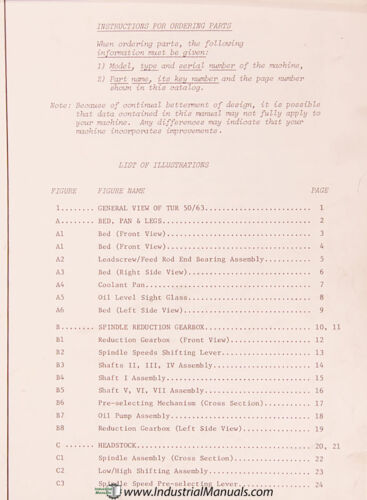 INSTRUCTIONS FOR ORDERING PARTS
When ordering parts, the following
information must be given:
1) Model, type and serial number of the machine,
2) Part name, its key number and the page number
shown in this catalog.
Note: Because of continual betterment of design, it is possible
that data contained in this manual may not fully apply to
your machine. Any differences may indicate that your
machine incorporates improvements.
LIST OF ILLUSTRATIONS
FIGURE FIGURE NAME PAGE
1....... GENERAL VIEW OF TUR 50/63........................ 1
A....... BED, PAN & LEGS.................................. 2
A1 Bed (Front View)................................. 3
A1 Bed (Front View)................................. 4
A2 Leadscrew/Feed Rod End Bearing Assembly.......... 5
A3 Bed (Right Side View)............................ 6
A4 Coolant Pan...................................... 7
A5 Oil Level Sight Glass............................ 8
A6 Bed (Left Side View)............................. 9
B....... SPINDLE REDUCTION GEARBOX........................ 10, 11
B1 Reduction Gearbox (Front View)................... 12
B2 Spindle Speeds Shifting Lever.................... 13
B3 Shafts II, III, IV Assembly...................... 14
B4 Shaft I Assembly................................. 15
B5 Shaft V, VI, VII Assembly........................ 16
B6 Pre-selecting Mechanism (Cross Section).......... 17
B7 Oil Pump Assembly................................ 18
B8 Reduction Gearbox (Left Side View)............... 19
C ...... HEADSTOCK........................................ 20, 21
C1 Spindle Assembly (Cross Section)................. 22
C2 Low/High Shifting Assembly....................... 23
C3 Spindle Speed Pre-selecting Lever................ 24
www.IndustrialManuals.com